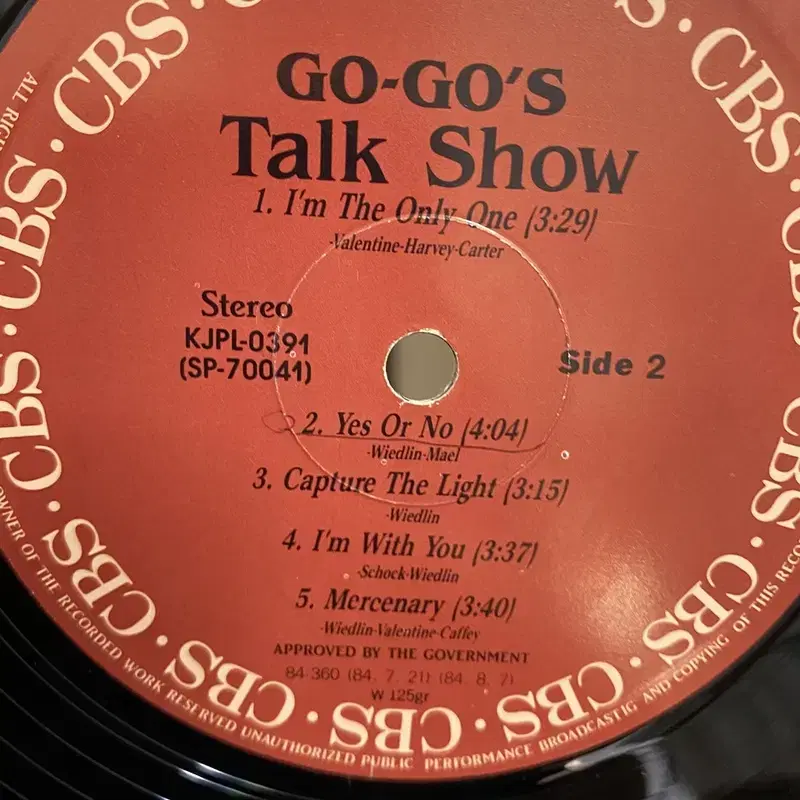 GO-GO'S
Talk Show
1. I'm The Only One (3:29)
-Valentine-Harvey-Carter
Stereo
KJPL-0391
(SP-70041)
Side 2
2. Yes Or No (4:04)
-Wiedlin-Mael
3. Capture The Light (3:15)
-Wiedlin
4. I'm With You (3:37)
-Schock-Wiedlin
5. Mercenary (3:40)
-Wiedlin-Valentine-Caffey
APPROVED BY THE GOVERNMENT
84-360 (84. 7. 21) (84. 8. 7)
W 125gr
CBS · CBS · CBS · CBS · CBS · CBS · CBS · CBS · CBS · CBS · CBS · CBS
ALL
OWNER OF THE RECORDED WORK RESERVED UNAUTHORIZED PUBLIC PERFORMANCE BROADCASTIG AND COPYING OF THIS